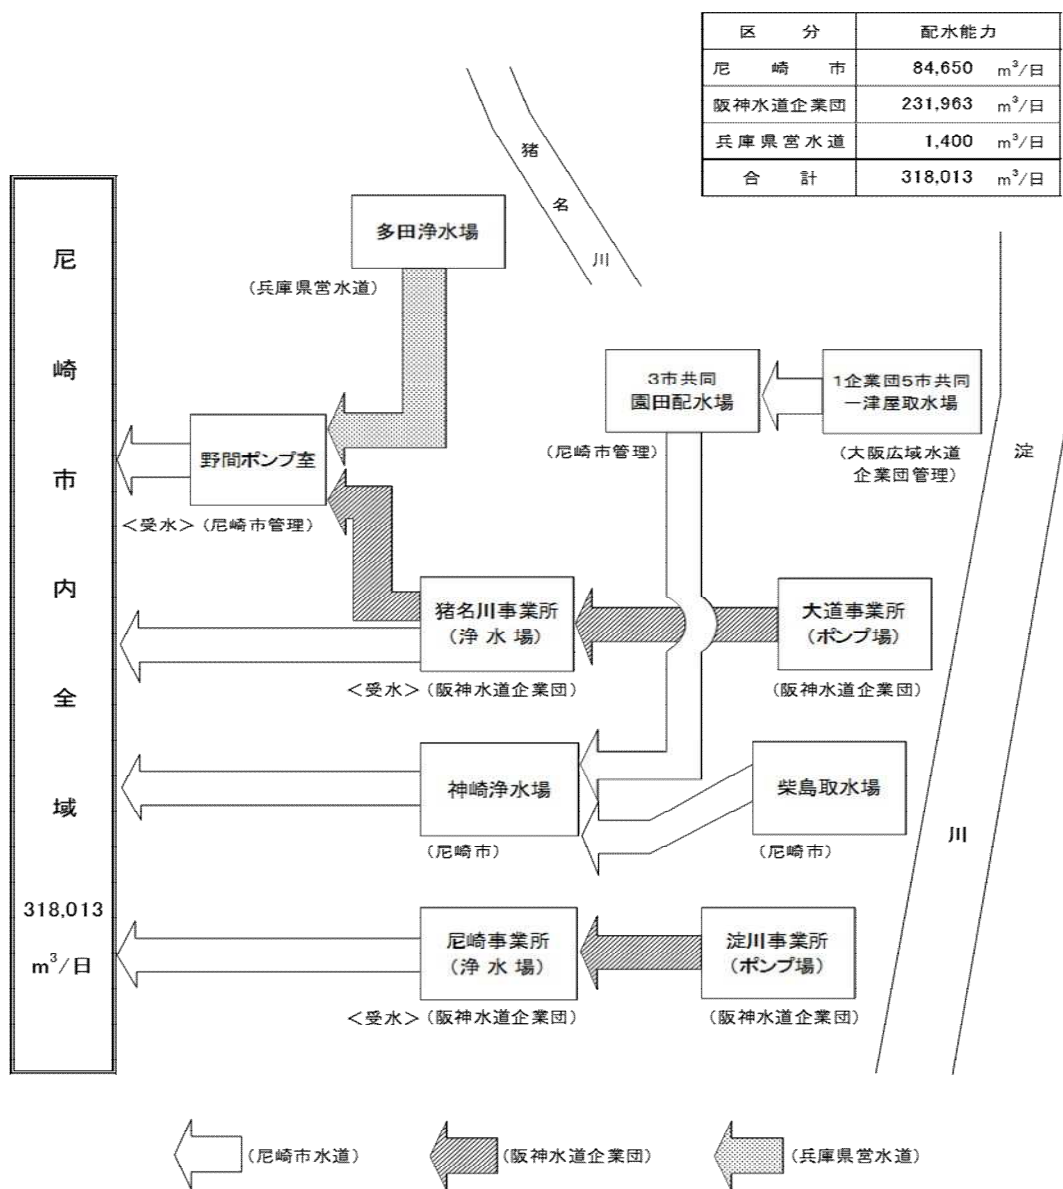 区 分 配水能力
尼 崎 市 84,650 m³/日
阪神水道企業団 231,963 m³/日
兵庫県営水道 1,400 m³/日
合 計 318,013 m³/日
猪名川
多田浄水場
(兵庫県営水道)
尼崎市内全域
318,013
m³/日
3市共同
園田配水場
(尼崎市管理)
1企業団5市共同
一津屋取水場
(大阪広域水道
企業団管理)
淀川
野間ポンプ室
<受水>(尼崎市管理)
猪名川事業所
(浄 水 場)
<受水>(阪神水道企業団)
大道事業所
(ポンプ場)
(阪神水道企業団)
神崎浄水場
(尼崎市)
柴島取水場
(尼崎市)
尼崎事業所
(浄 水 場)
<受水>(阪神水道企業団)
淀川事業所
(ポンプ場)
(阪神水道企業団)
(尼崎市水道)
(阪神水道企業団)
(兵庫県営水道)